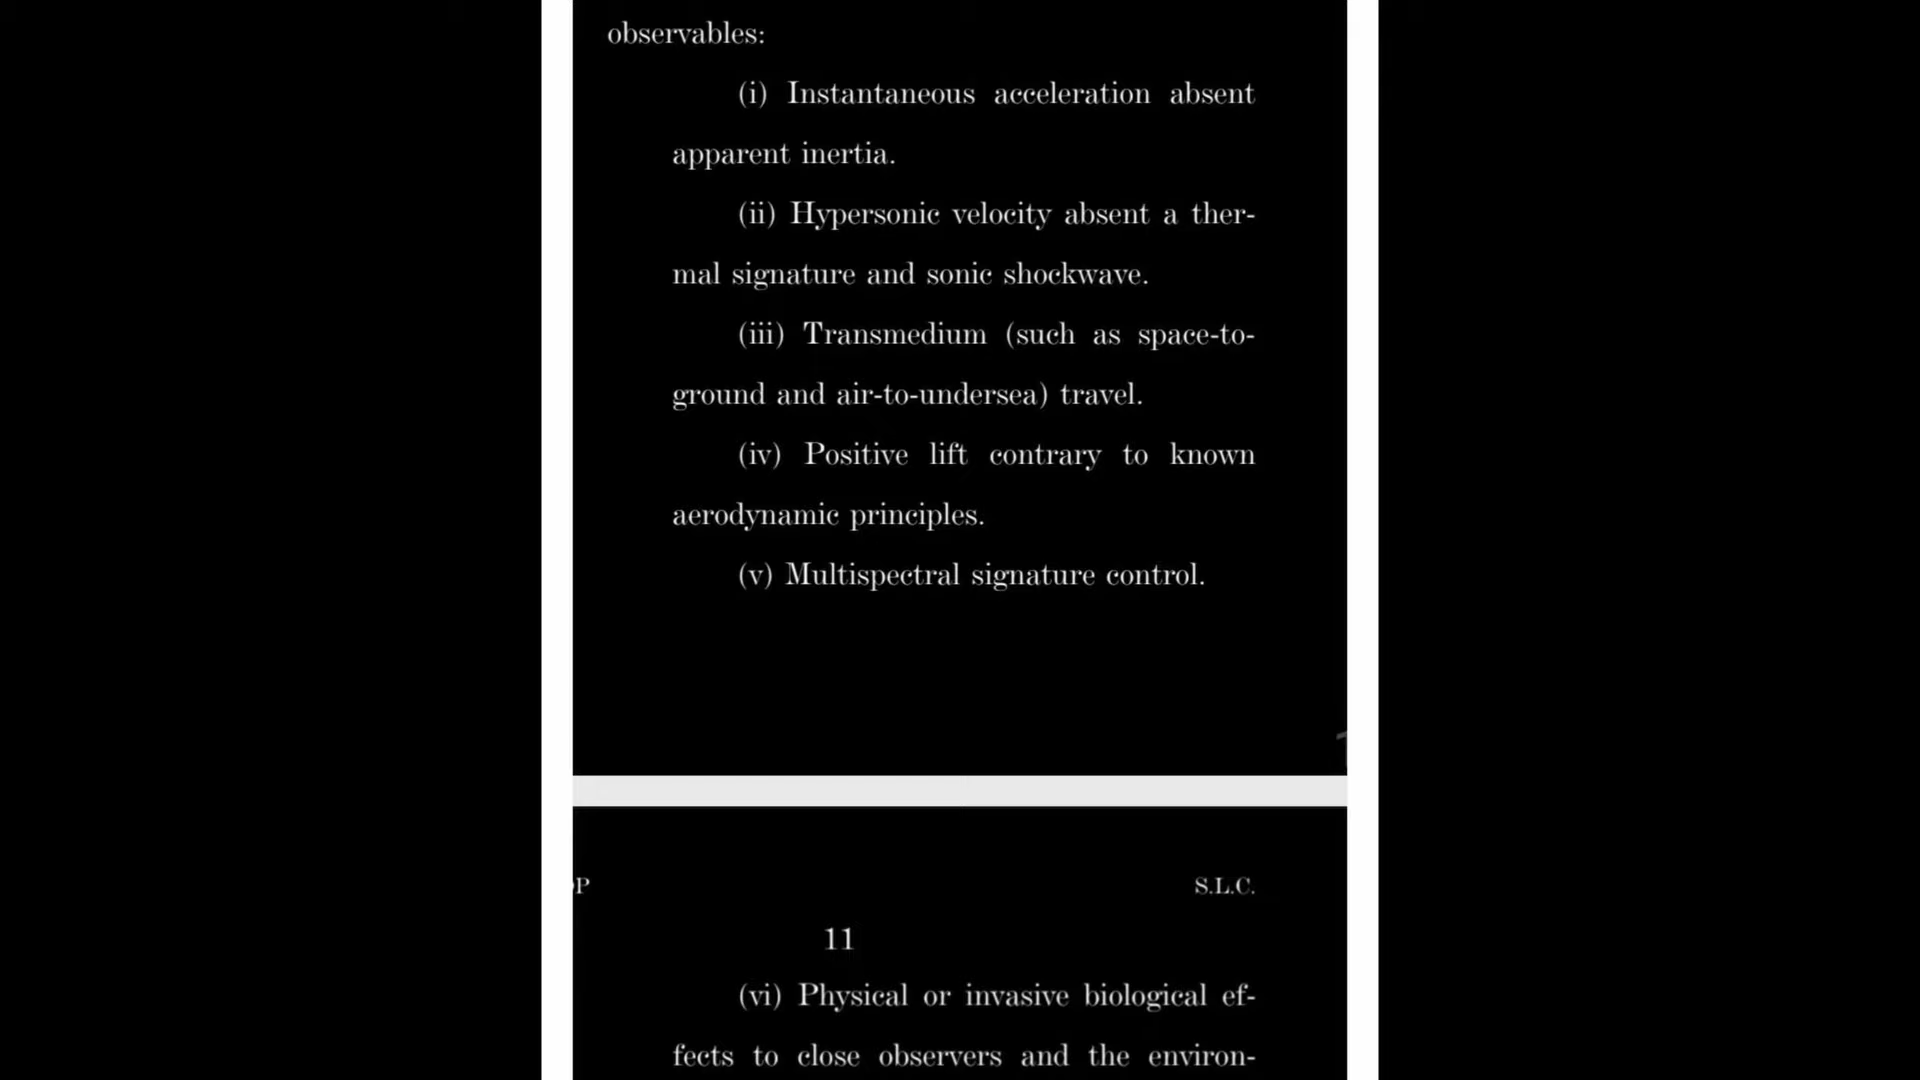 observables:
(i) Instantaneous acceleration absent
apparent inertia.
(ii) Hypersonic velocity absent a ther-
mal signature and sonic shockwave.
(iii) Transmedium (such as space-to-
ground and air-to-undersea) travel.
(iv) Positive lift contrary to known
aerodynamic principles.
(v) Multispectral signature control.
P S.L.C.
11
(vi) Physical or invasive biological ef-
fects to close observers and the environ-